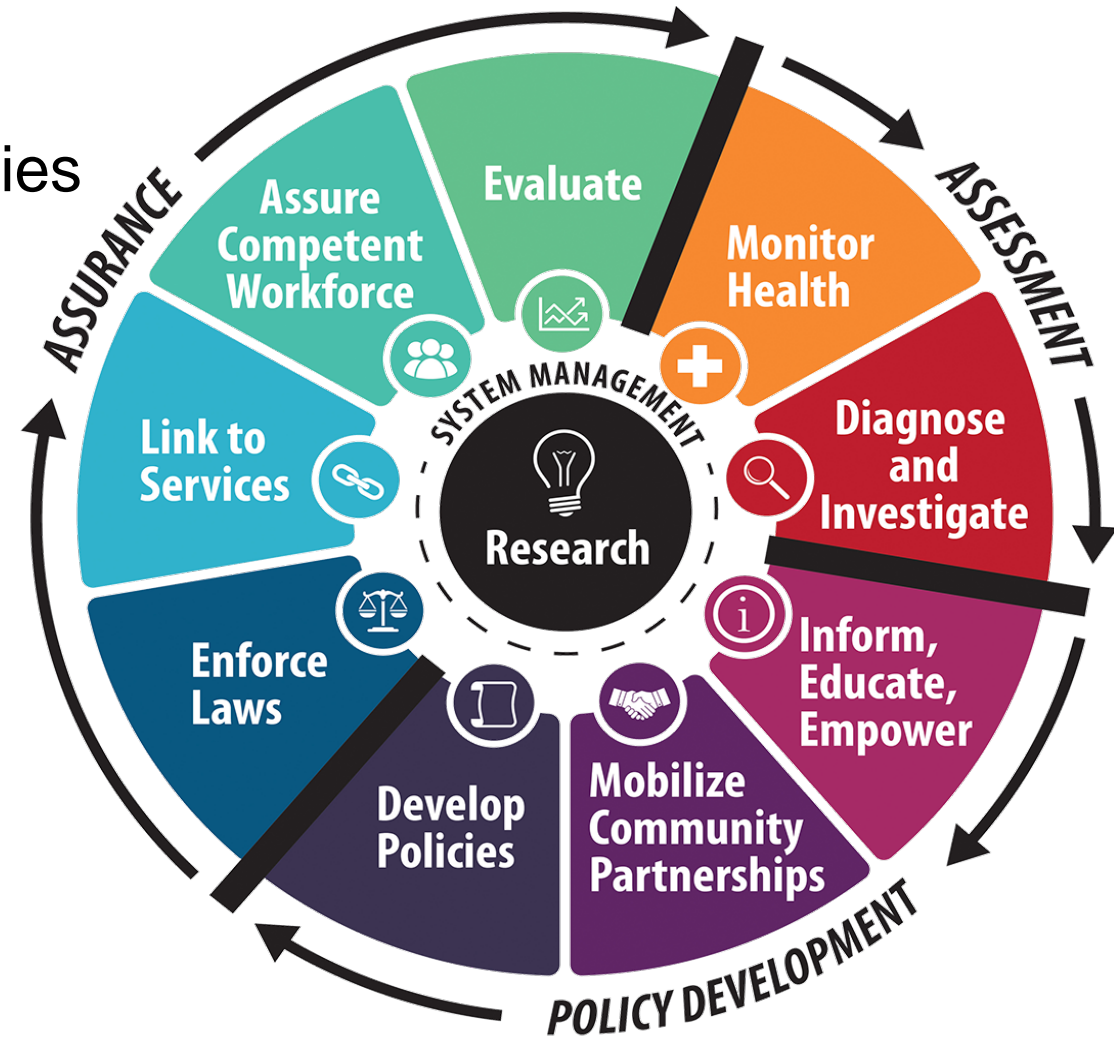 ies
ASSURANCE
ASSESSMENT
POLICY DEVELOPMENT
Evaluate
Monitor
Health
Diagnose
and
Investigate
Inform,
Educate,
Empower
Mobilize
Community
Partnerships
Develop
Policies
Enforce
Laws
Link to
Services
Assure
Competent
Workforce
SYSTEM MANAGEMENT
Research
i